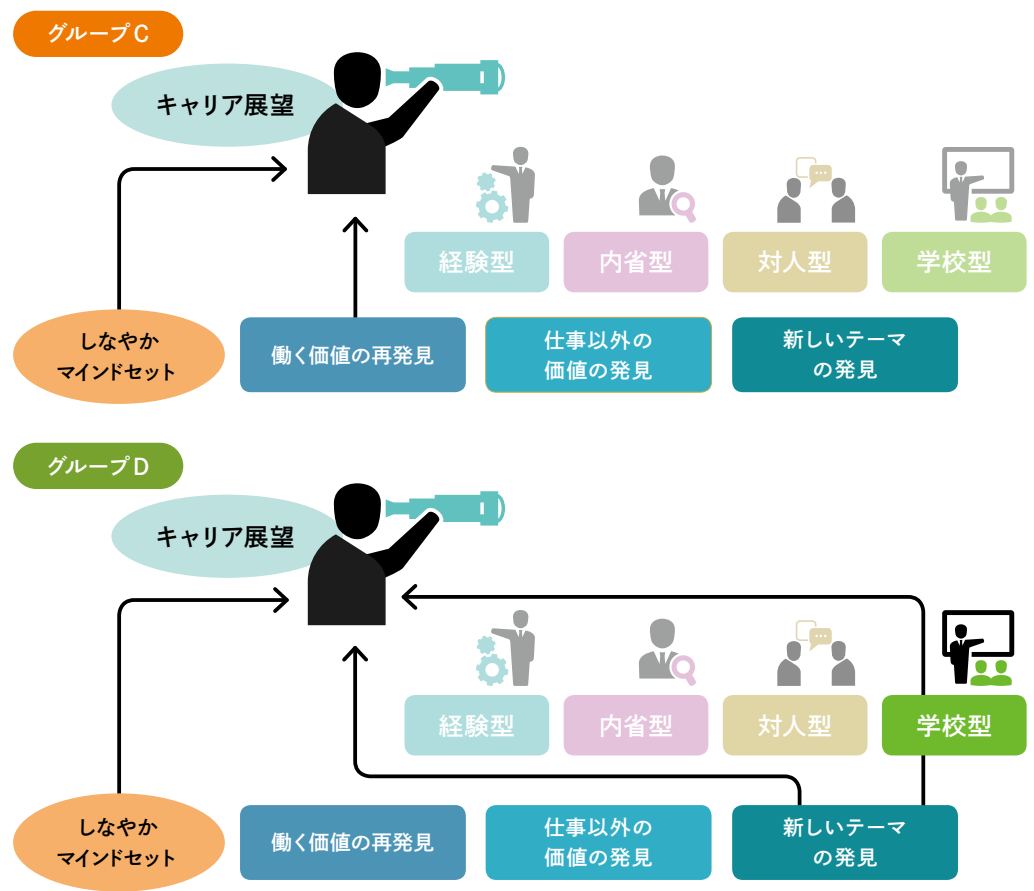 グループC
キャリア展望
経験型
内省型
対人型
学校型
しなやか
マインドセット
働く価値の再発見
仕事以外の
価値の発見
新しいテーマ
の発見
グループD
キャリア展望
経験型
内省型
対人型
学校型
しなやか
マインドセット
働く価値の再発見
仕事以外の
価値の発見
新しいテーマ
の発見